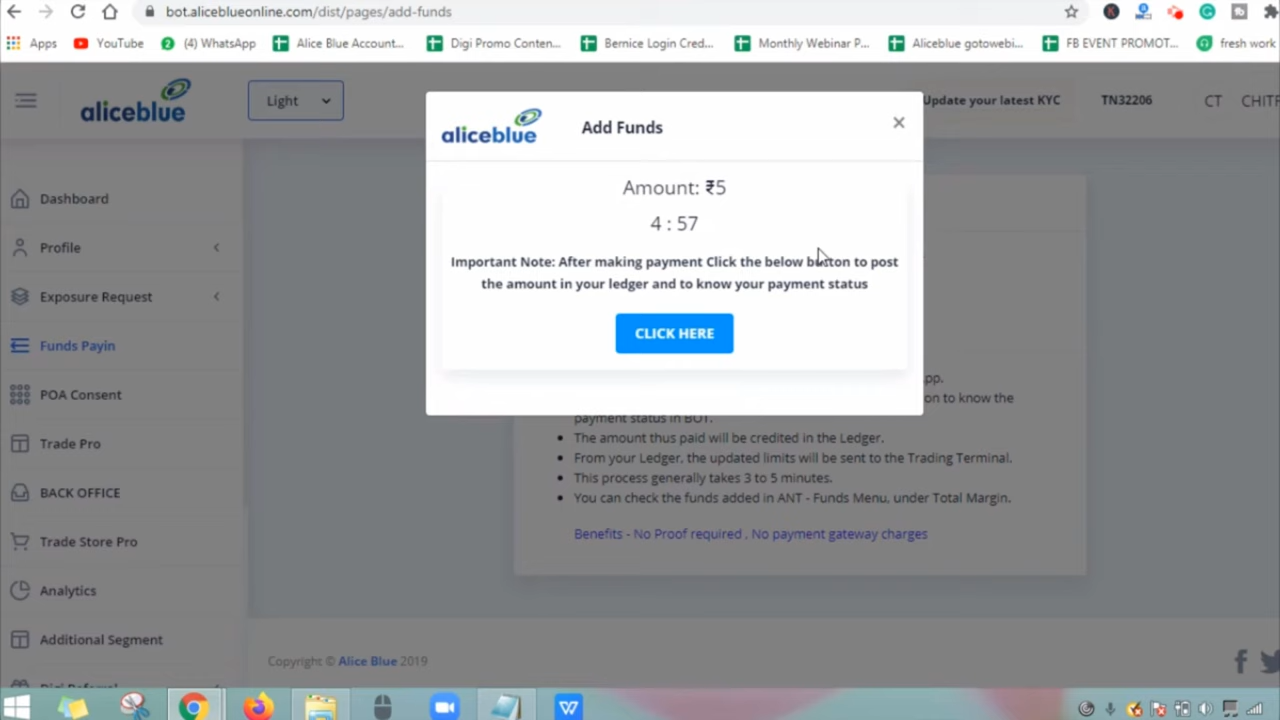 bot.aliceblueonline.com/dist/pages/add-funds
Apps
YouTube
(4) WhatsApp
Alice Blue Account...
Digi Promo Conten...
Bernice Login Cred...
Monthly Webinar P...
Aliceblue gotowebi...
FB EVENT PROMOT...
fresh work
aliceblue
Light
Update your latest KYC
TN32206
CT
CHITR
aliceblue
Add Funds
Amount: ₹5
4 : 57
Important Note: After making payment Click the below button to post
the amount in your ledger and to know your payment status
CLICK HERE
Dashboard
Profile
Exposure Request
Funds Payin
POA Consent
Trade Pro
BACK OFFICE
Trade Store Pro
Analytics
Additional Segment
pp.
on to know the
payment status in BOT.
• The amount thus paid will be credited in the Ledger.
• From your Ledger, the updated limits will be sent to the Trading Terminal.
• This process generally takes 3 to 5 minutes.
• You can check the funds added in ANT - Funds Menu, under Total Margin.
Benefits - No Proof required , No payment gateway charges
Copyright © Alice Blue 2019